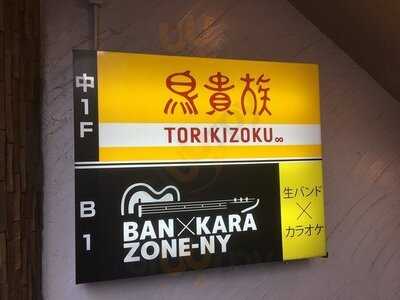 中1F
鳥貴族
TORIKIZOKU∞
B1
BAN×KARA
ZONE-NY
生バンド
×
カラオケ